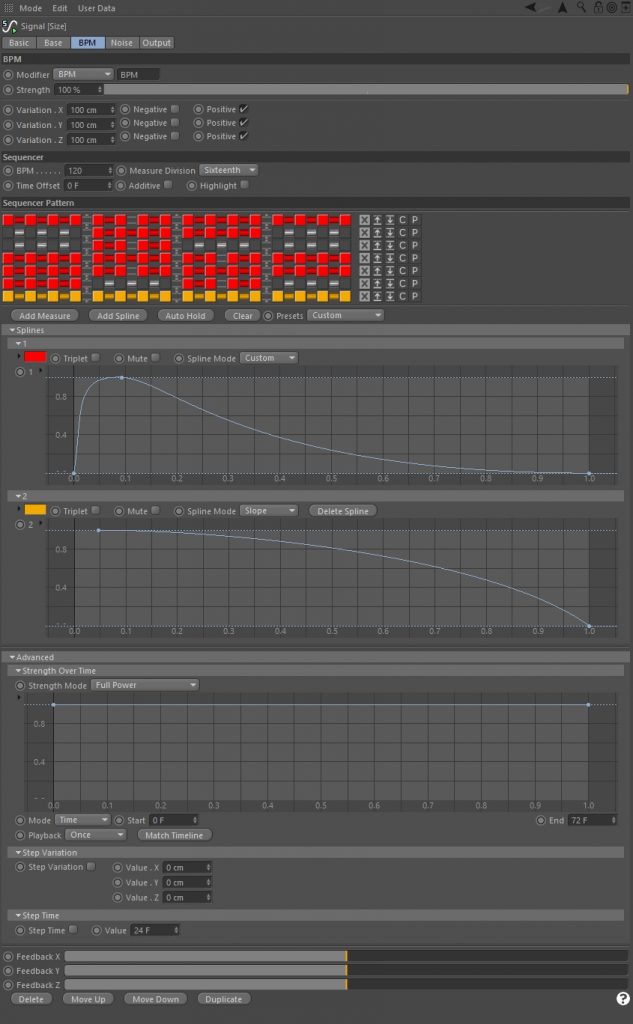 Mode Edit User Data
Signal [Size]
Basic Base BPM Noise Output
BPM
Modifier BPM BPM
Strength 100 %
Variation . X 100 cm Negative Positive
Variation . Y 100 cm Negative Positive
Variation . Z 100 cm Negative Positive
Sequencer
BPM . . . . . . 120 Measure Division Sixteenth
Time Offset 0 F Additive Highlight
Sequencer Pattern
X C P
X C P
X C P
X C P
X C P
X C P
X C P
Add Measure Add Spline Auto Hold Clear Presets Custom
Splines
1
Triplet Mute Spline Mode Custom
1
0.8
0.4
0.0 0.1 0.2 0.3 0.4 0.5 0.6 0.7 0.8 0.9 1.0
2
Triplet Mute Spline Mode Slope Delete Spline
2
0.8
0.4
0.0 0.1 0.2 0.3 0.4 0.5 0.6 0.7 0.8 0.9 1.0
Advanced
Strength Over Time
Strength Mode Full Power
0.8
0.4
0.0 0.1 0.2 0.3 0.4 0.5 0.6 0.7 0.8 0.9 1.0
Mode Time Start 0 F End 72 F
Playback Once Match Timeline
Step Variation
Step Variation Value . X 0 cm
Value . Y 0 cm
Value . Z 0 cm
Step Time
Step Time Value 24 F
Feedback X
Feedback Y
Feedback Z
Delete Move Up Move Down Duplicate ?